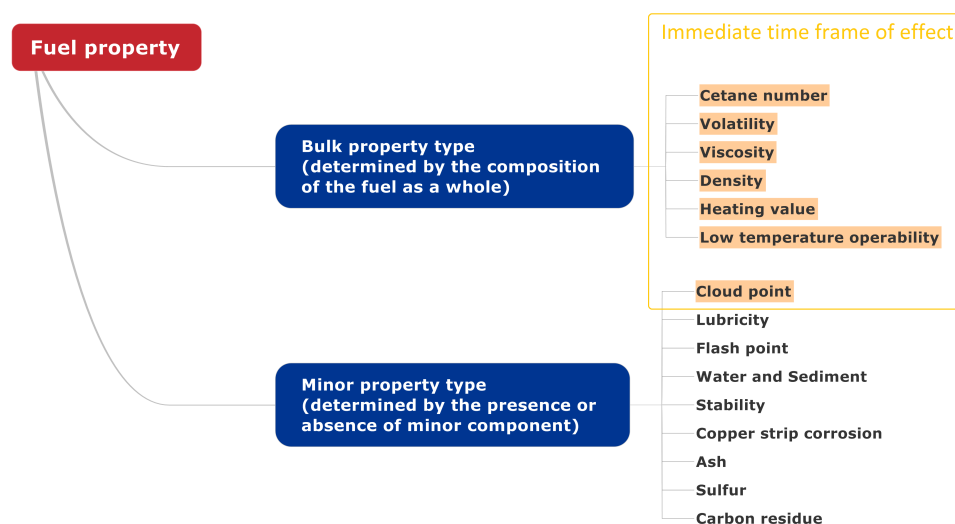 Fuel property
Immediate time frame of effect
Bulk property type
(determined by the composition
of the fuel as a whole)
Cetane number
Volatility
Viscosity
Density
Heating value
Low temperature operability
Minor property type
(determined by the presence or
absence of minor component)
Cloud point
Lubricity
Flash point
Water and Sediment
Stability
Copper strip corrosion
Ash
Sulfur
Carbon residue